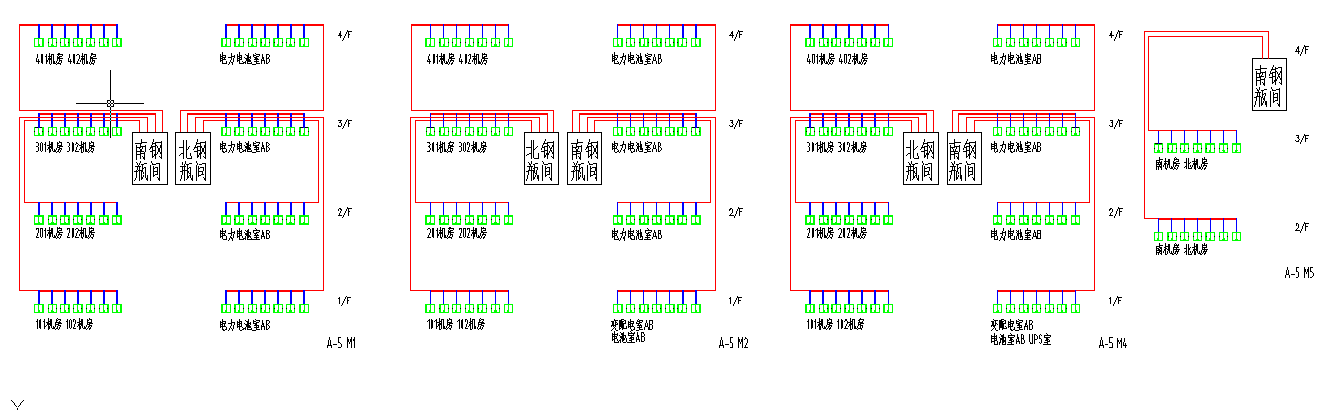 4/F
401机房 402机房
电力电池室AB
3/F
301机房 302机房
南钢
瓶间
北钢
瓶间
电力电池室AB
2/F
201机房 202机房
电力电池室AB
1/F
101机房 102机房
电力电池室AB
A-5 M1
4/F
401机房 402机房
电力电池室AB
3/F
301机房 302机房
北钢
瓶间
南钢
瓶间
电力电池室AB
2/F
201机房 202机房
电力电池室AB
1/F
101机房 102机房
变配电室AB
电池室AB
A-5 M2
4/F
401机房 402机房
电力电池室AB
3/F
301机房 302机房
北钢
瓶间
南钢
瓶间
电力电池室AB
2/F
201机房 202机房
电力电池室AB
1/F
101机房 102机房
变配电室AB
电池室AB UPS室
A-5 M4
4/F
南钢
瓶间
3/F
南机房 北机房
2/F
南机房 北机房
A-5 M5